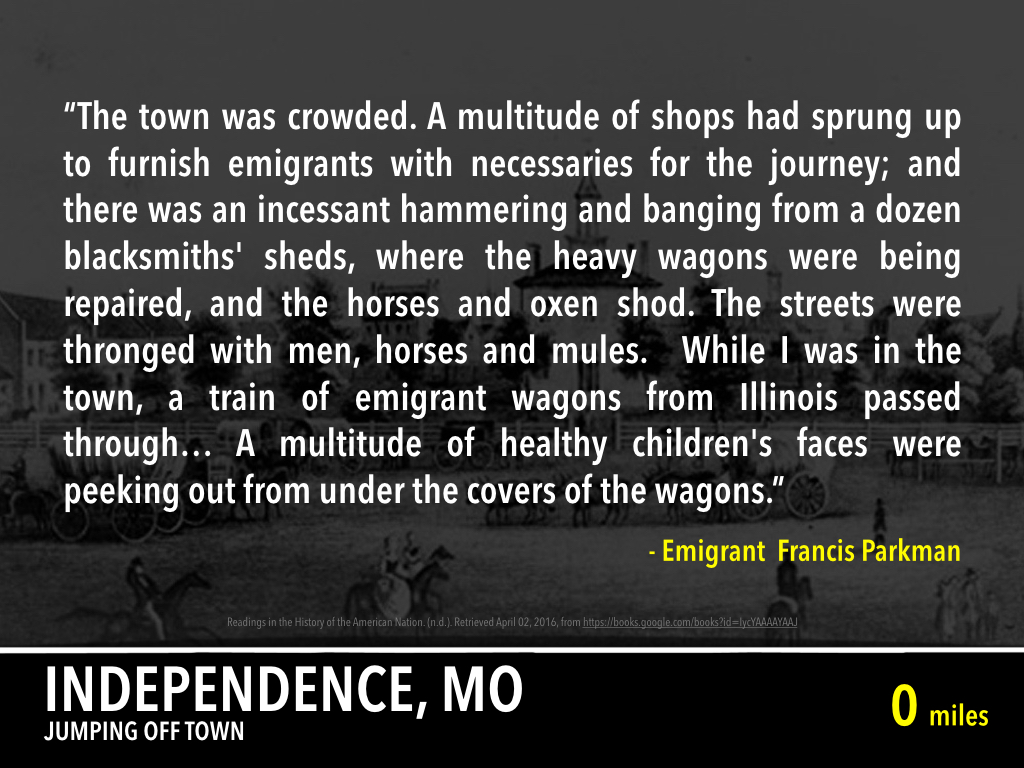 “The town was crowded. A multitude of shops had sprung up
to furnish emigrants with necessaries for the journey; and
there was an incessant hammering and banging from a dozen
blacksmiths' sheds, where the heavy wagons were being
repaired, and the horses and oxen shod. The streets were
thronged with men, horses and mules. While I was in the
town, a train of emigrant wagons from Illinois passed
through… A multitude of healthy children's faces were
peeking out from under the covers of the wagons.”
- Emigrant Francis Parkman
Readings in the History of the American Nation. (n.d.). Retrieved April 02, 2016, from https://books.google.com/books?id=lycYAAAAYAAJ
INDEPENDENCE, MO
JUMPING OFF TOWN
0 miles